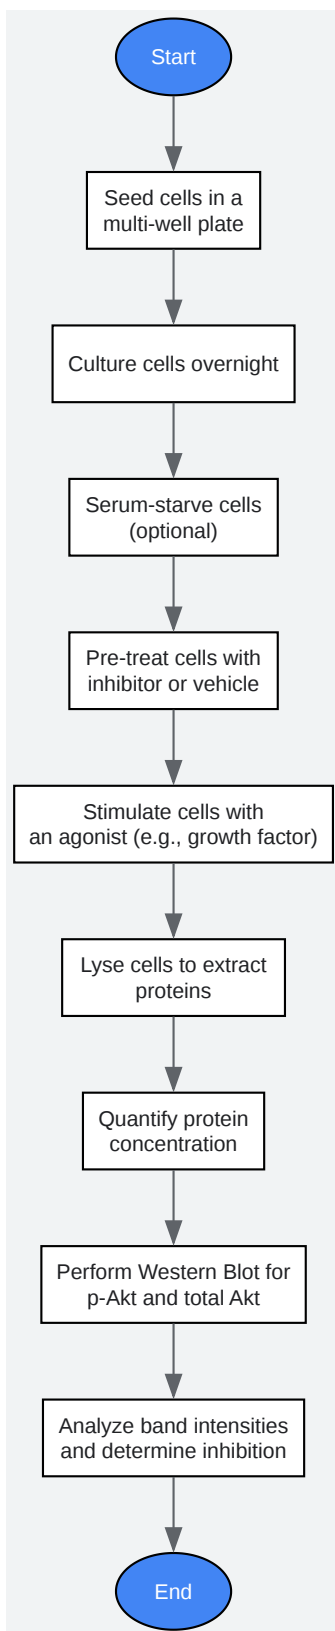 Start
Seed cells in a
multi-well plate
Culture cells overnight
Serum-starve cells
(optional)
Pre-treat cells with
inhibitor or vehicle
Stimulate cells with
an agonist (e.g., growth factor)
Lyse cells to extract
proteins
Quantify protein
concentration
Perform Western Blot for
p-Akt and total Akt
Analyze band intensities
and determine inhibition
End